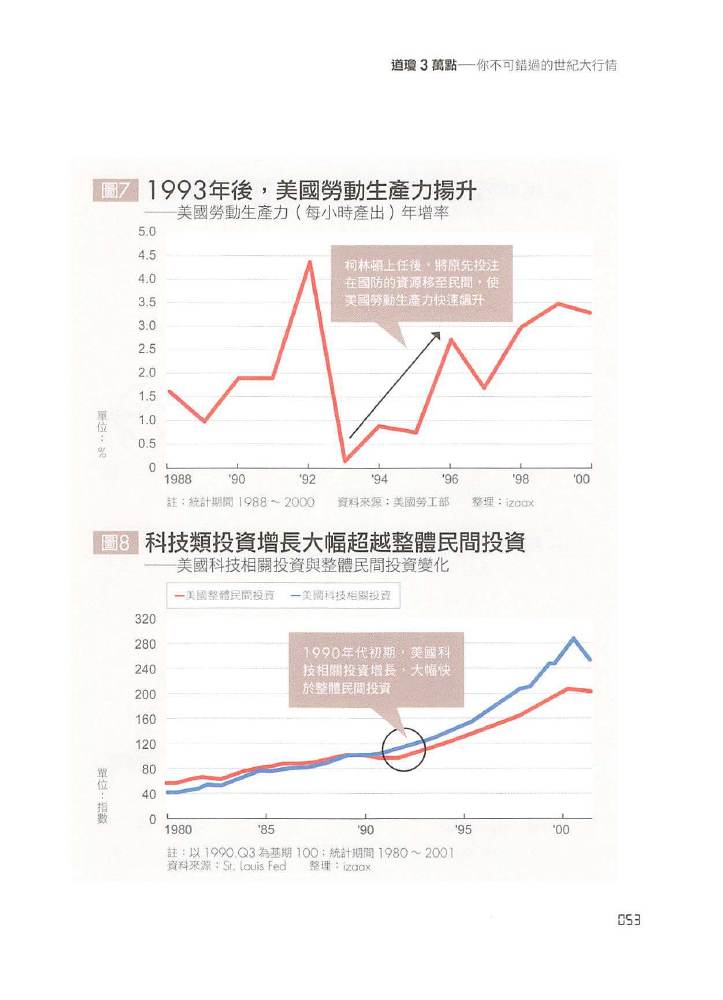 道瓊 3 萬點——你不可錯過的世紀大行情
圖7 1993年後，美國勞動生產力揚升
——美國勞動生產力（每小時產出）年增率
5.0
4.5
4.0
3.5
3.0
2.5
2.0
1.5
1.0
0.5
0
單位：%
柯林頓上任後，將原先投注
在國防的資源移至民間，使
美國勞動生產力快速飆升
1988 '90 '92 '94 '96 '98 '00
註：統計期間 1988 ～ 2000 資料來源：美國勞工部 整理：izaax
圖8 科技類投資增長大幅超越整體民間投資
——美國科技相關投資與整體民間投資變化
美國整體民間投資 美國科技相關投資
320
280
240
200
160
120
80
40
0
單位：指數
1990年代初期，美國科
技相關投資增長，大幅快
於整體民間投資
1980 '85 '90 '95 '00
註：以 1990.Q3 為基期 100；統計期間 1980 ～ 2001
資料來源：St. Louis Fed 整理：izaax
053